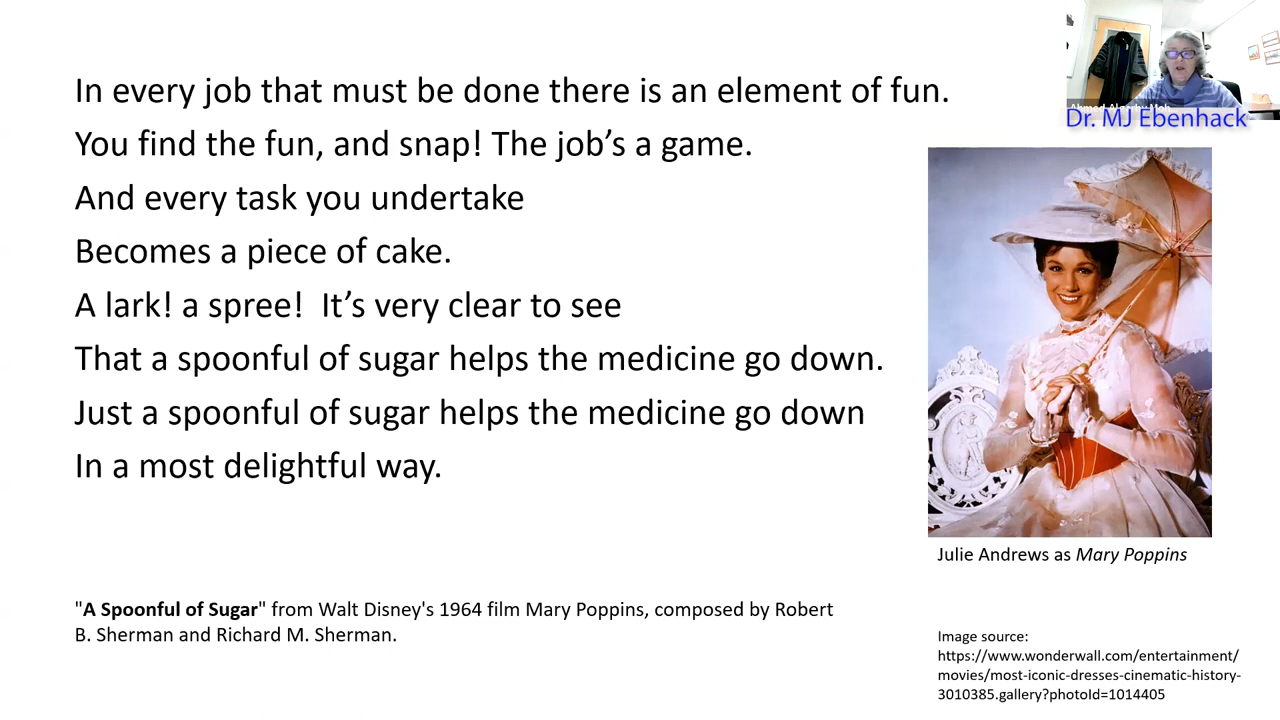 In every job that must be done there is an element of fun.
You find the fun, and snap! The job’s a game.
And every task you undertake
Becomes a piece of cake.
A lark! a spree!  It’s very clear to see
That a spoonful of sugar helps the medicine go down.
Just a spoonful of sugar helps the medicine go down
In a most delightful way.
"A Spoonful of Sugar" from Walt Disney's 1964 film Mary Poppins, composed by Robert
B. Sherman and Richard M. Sherman.
Dr. MJ Ebenhack
Julie Andrews as Mary Poppins
Image source:
https://www.wonderwall.com/entertainment/
movies/most-iconic-dresses-cinematic-history-
3010385.gallery?photoId=1014405